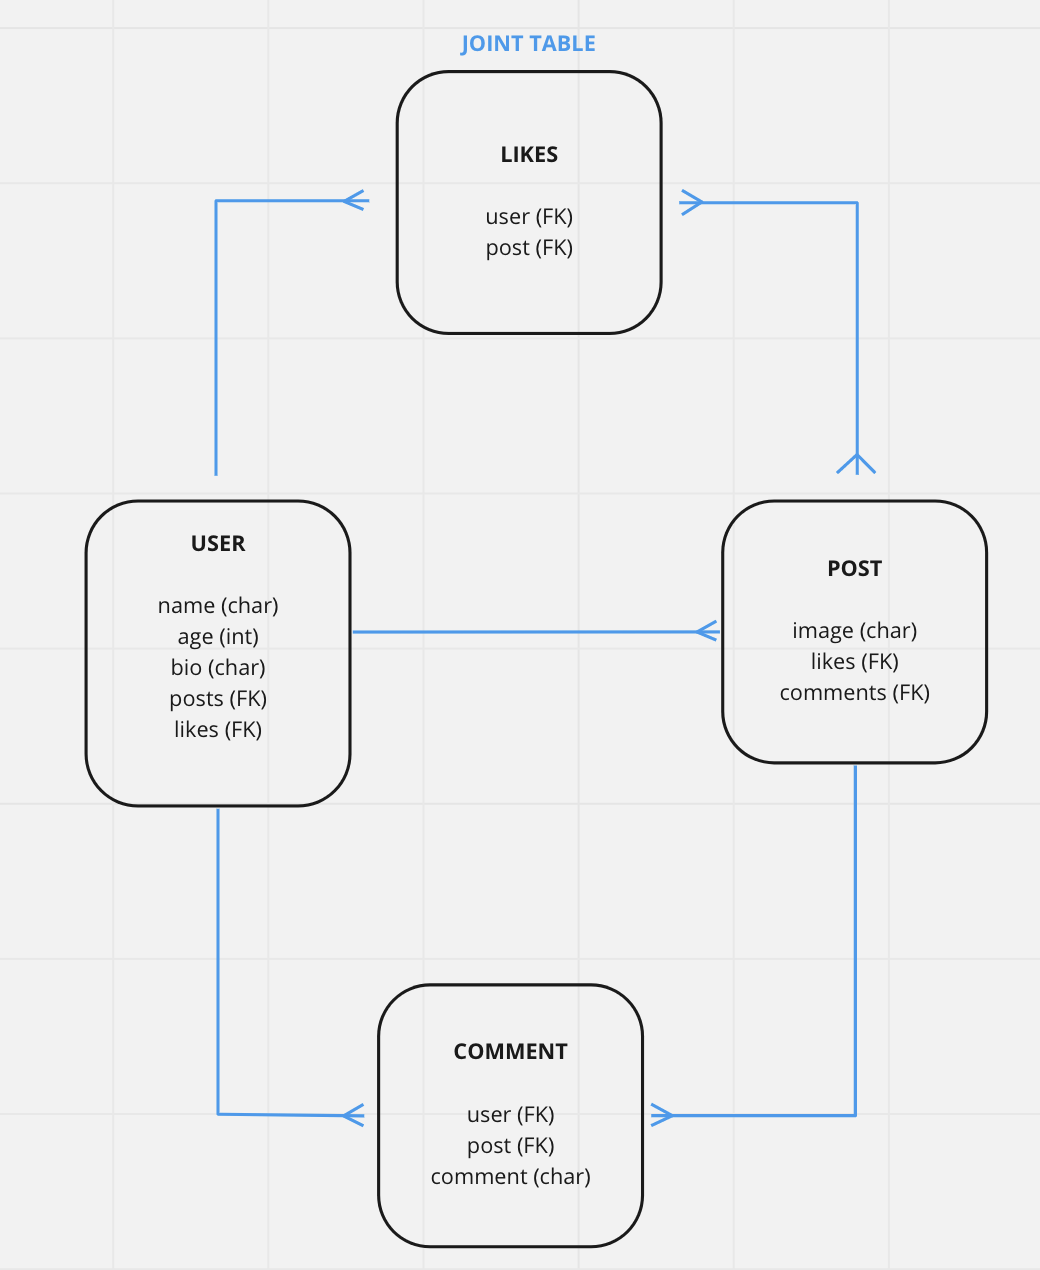 JOINT TABLE
LIKES
user (FK)
post (FK)
USER
name (char)
age (int)
bio (char)
posts (FK)
likes (FK)
POST
image (char)
likes (FK)
comments (FK)
COMMENT
user (FK)
post (FK)
comment (char)